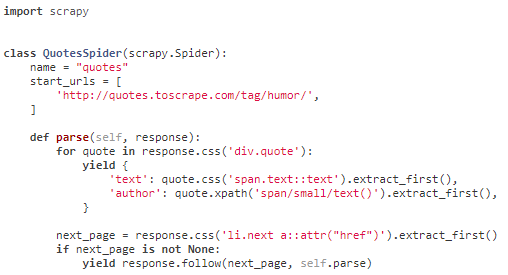 import scrapy
class QuotesSpider(scrapy.Spider):
    name = "quotes"
    start_urls = [
        'http://quotes.toscrape.com/tag/humor/',
    ]
    def parse(self, response):
        for quote in response.css('div.quote'):
            yield {
                'text': quote.css('span.text::text').extract_first(),
                'author': quote.xpath('span/small/text()').extract_first(),
            }
        next_page = response.css('li.next a::attr("href")').extract_first()
        if next_page is not None:
            yield response.follow(next_page, self.parse)